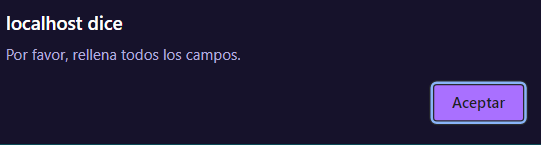 localhost dice
Por favor, rellena todos los campos.
Aceptar